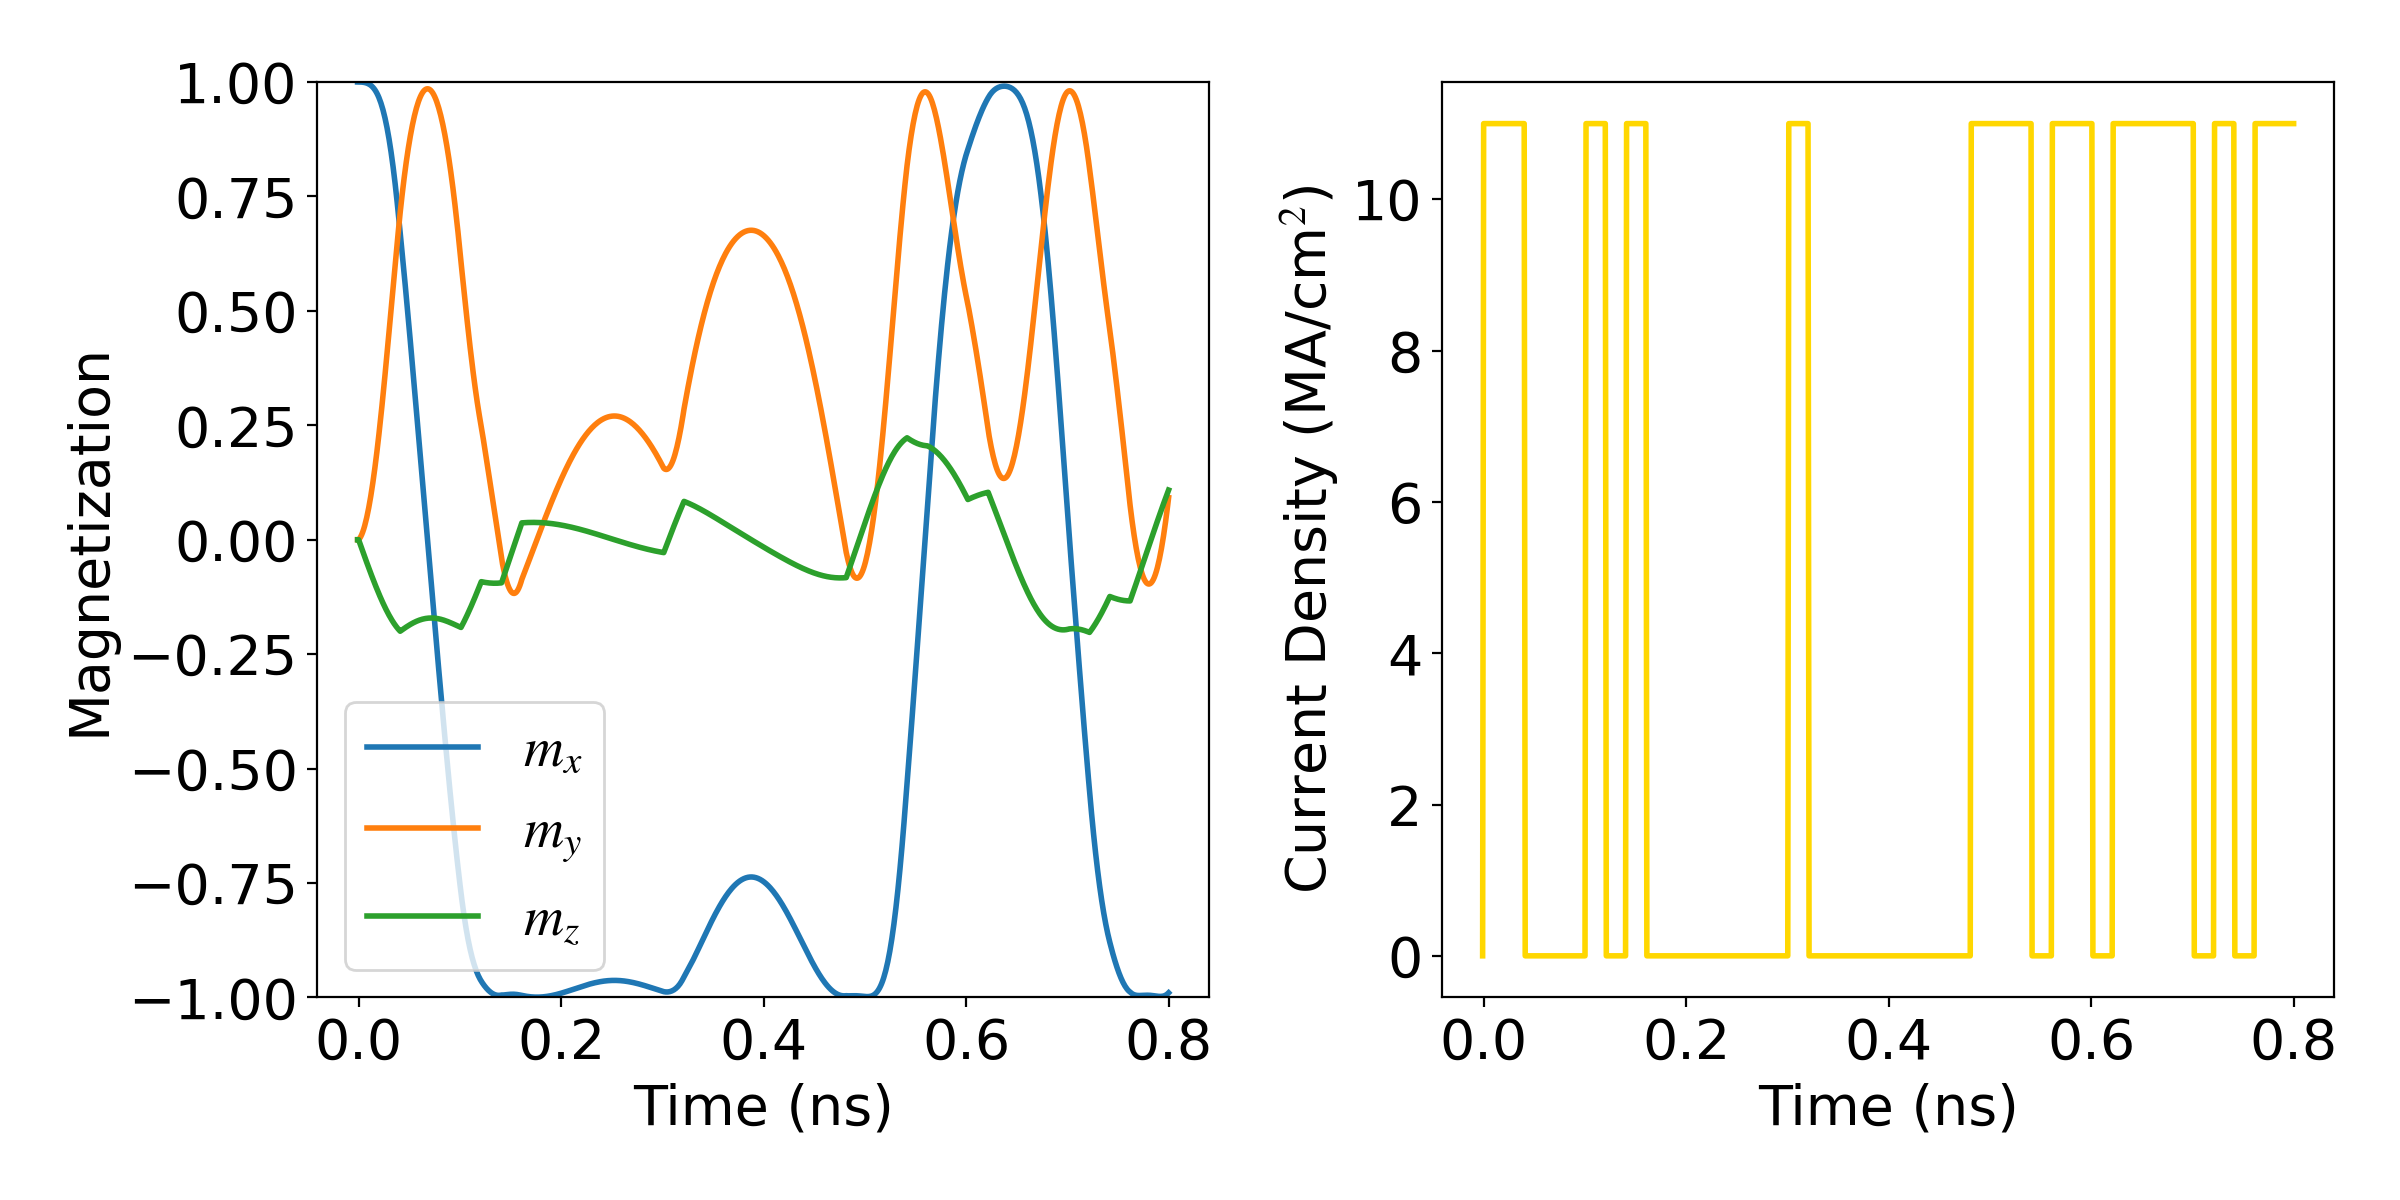 Magnetization
1.00
0.75
0.50
0.25
0.00
−0.25
−0.50
−0.75
−1.00
m_x
m_y
m_z
0.0 0.2 0.4 0.6 0.8
Time (ns)
Current Density (MA/cm²)
10
8
6
4
2
0
0.0 0.2 0.4 0.6 0.8
Time (ns)